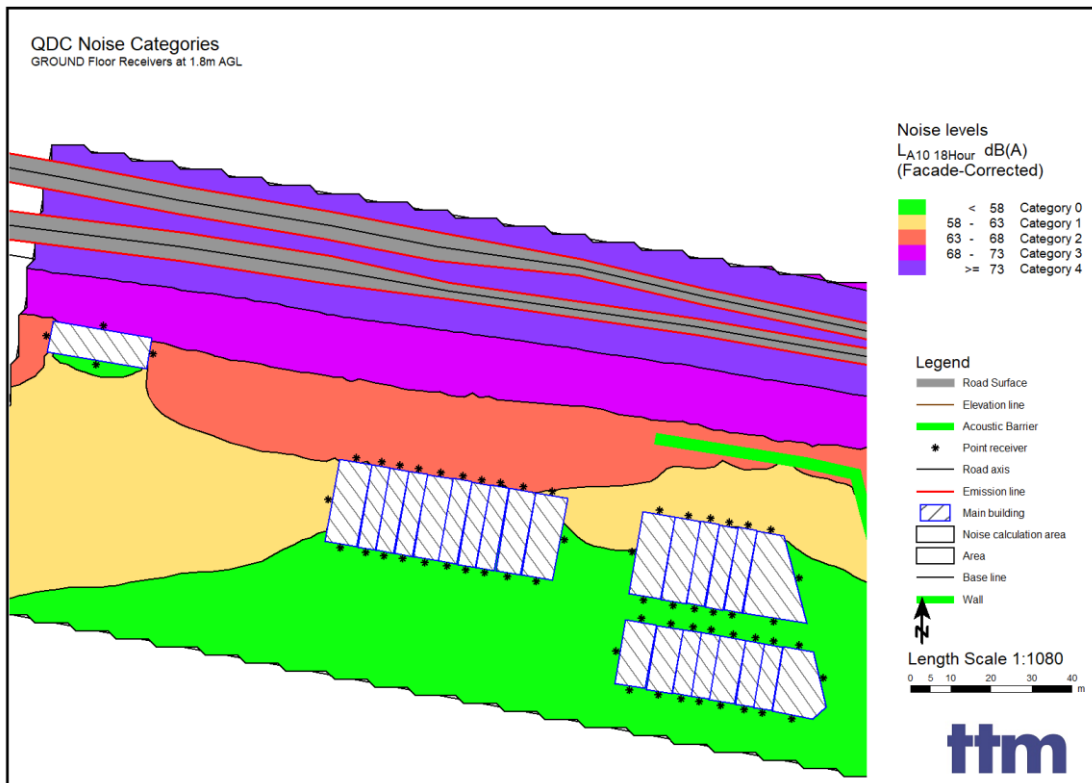 QDC Noise Categories
GROUND Floor Receivers at 1.8m AGL
Noise levels
LA10 18Hour dB(A)
(Facade-Corrected)
< 58 Category 0
58 - 63 Category 1
63 - 68 Category 2
68 - 73 Category 3
>= 73 Category 4
Legend
Road Surface
Elevation line
Acoustic Barrier
Point receiver
Road axis
Emission line
Main building
Noise calculation area
Area
Base line
Wall
N
Length Scale 1:1080
0 5 10 20 30 40
m
ttm